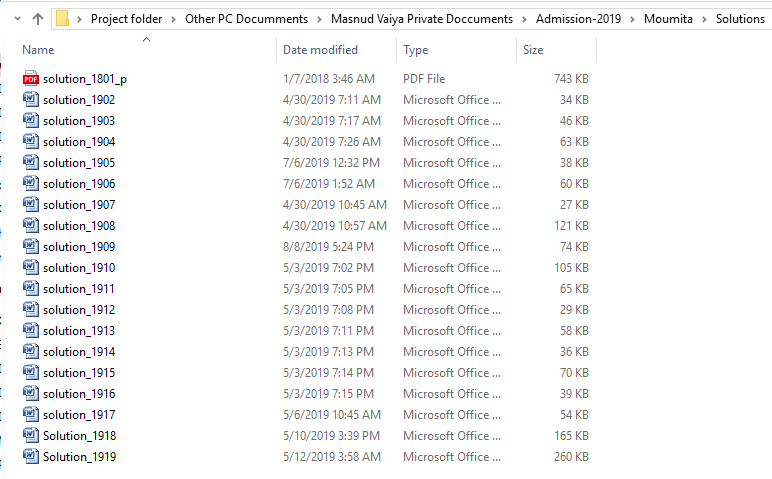 Project folder > Other PC Documments > Masnud Vaiya Private Doccuments > Admission-2019 > Moumita > Solutions
Name Date modified Type Size
PDF solution_1801_p 1/7/2018 3:46 AM PDF File 743 KB
solution_1902 4/30/2019 7:11 AM Microsoft Office ... 34 KB
solution_1903 4/30/2019 7:17 AM Microsoft Office ... 46 KB
solution_1904 4/30/2019 7:26 AM Microsoft Office ... 63 KB
solution_1905 7/6/2019 12:32 PM Microsoft Office ... 38 KB
solution_1906 7/6/2019 1:52 AM Microsoft Office ... 60 KB
solution_1907 4/30/2019 10:45 AM Microsoft Office ... 27 KB
solution_1908 4/30/2019 10:57 AM Microsoft Office ... 121 KB
solution_1909 8/8/2019 5:24 PM Microsoft Office ... 74 KB
solution_1910 5/3/2019 7:02 PM Microsoft Office ... 105 KB
solution_1911 5/3/2019 7:05 PM Microsoft Office ... 65 KB
solution_1912 5/3/2019 7:08 PM Microsoft Office ... 29 KB
solution_1913 5/3/2019 7:11 PM Microsoft Office ... 58 KB
solution_1914 5/3/2019 7:13 PM Microsoft Office ... 36 KB
solution_1915 5/3/2019 7:14 PM Microsoft Office ... 70 KB
solution_1916 5/3/2019 7:15 PM Microsoft Office ... 39 KB
solution_1917 5/6/2019 10:45 AM Microsoft Office ... 54 KB
Solution_1918 5/10/2019 3:39 PM Microsoft Office ... 165 KB
Solution_1919 5/12/2019 3:58 AM Microsoft Office ... 260 KB